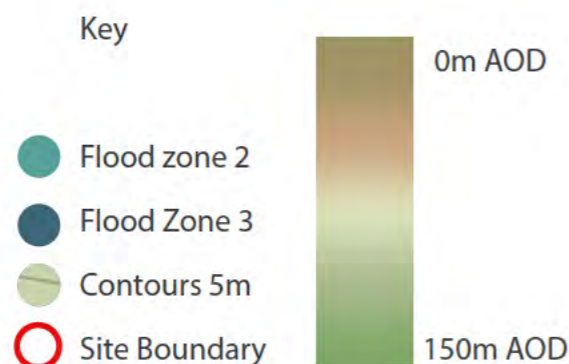 Key
0m AOD
Flood zone 2
Flood Zone 3
Contours 5m
Site Boundary
150m AOD